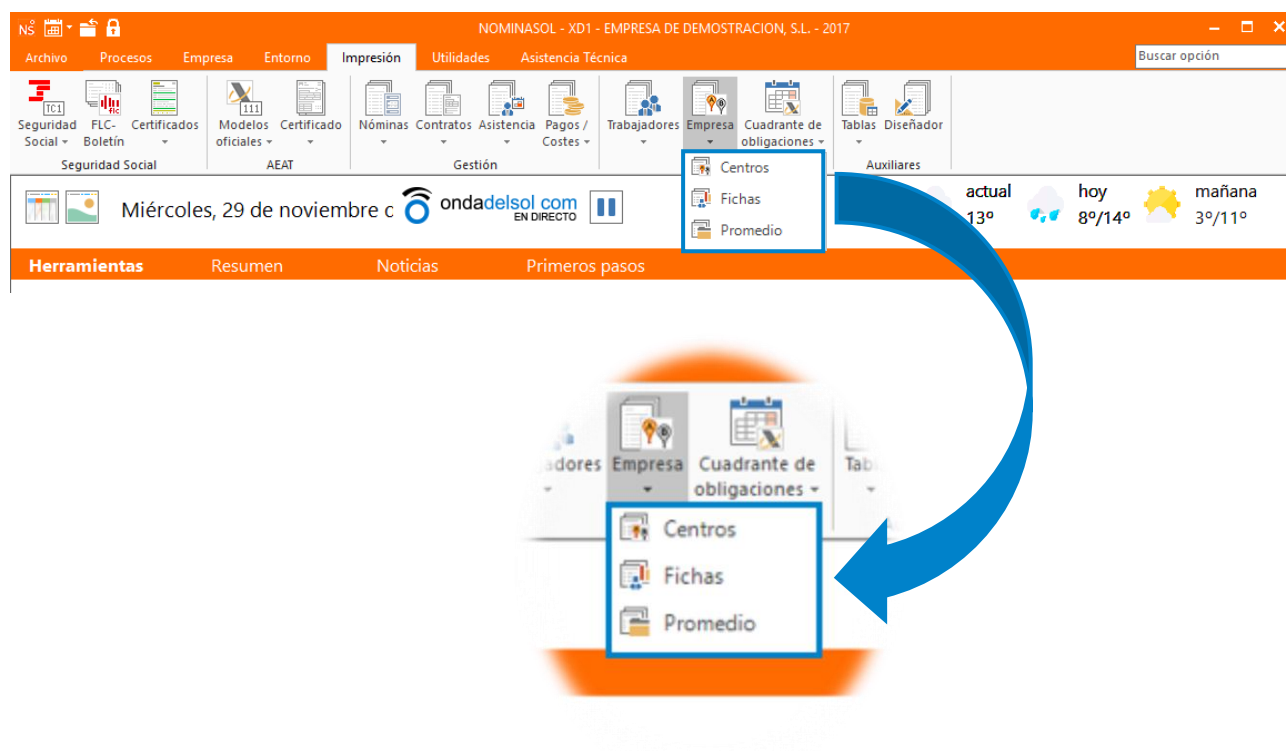 NS
NOMINASOL - XD1 - EMPRESA DE DEMOSTRACION, S.L. - 2017
Archivo Procesos Empresa Entorno Impresión Utilidades Asistencia Técnica
Buscar opción
TC1 flc 111
Seguridad Social FLC-Boletín Certificados Modelos oficiales Certificado Nóminas Contratos Asistencia Pagos / Costes Trabajadores Empresa Cuadrante de obligaciones Tablas Diseñador
Seguridad Social AEAT Gestión Auxiliares
Centros
Fichas
Promedio
Miércoles, 29 de noviembre d
ondadelsol com
EN DIRECTO
actual hoy mañana
13º 8º/14º 3º/11º
Herramientas Resumen Noticias Primeros pasos
adores Empresa Cuadrante de Tab
obligaciones
Centros
Fichas
Promedio